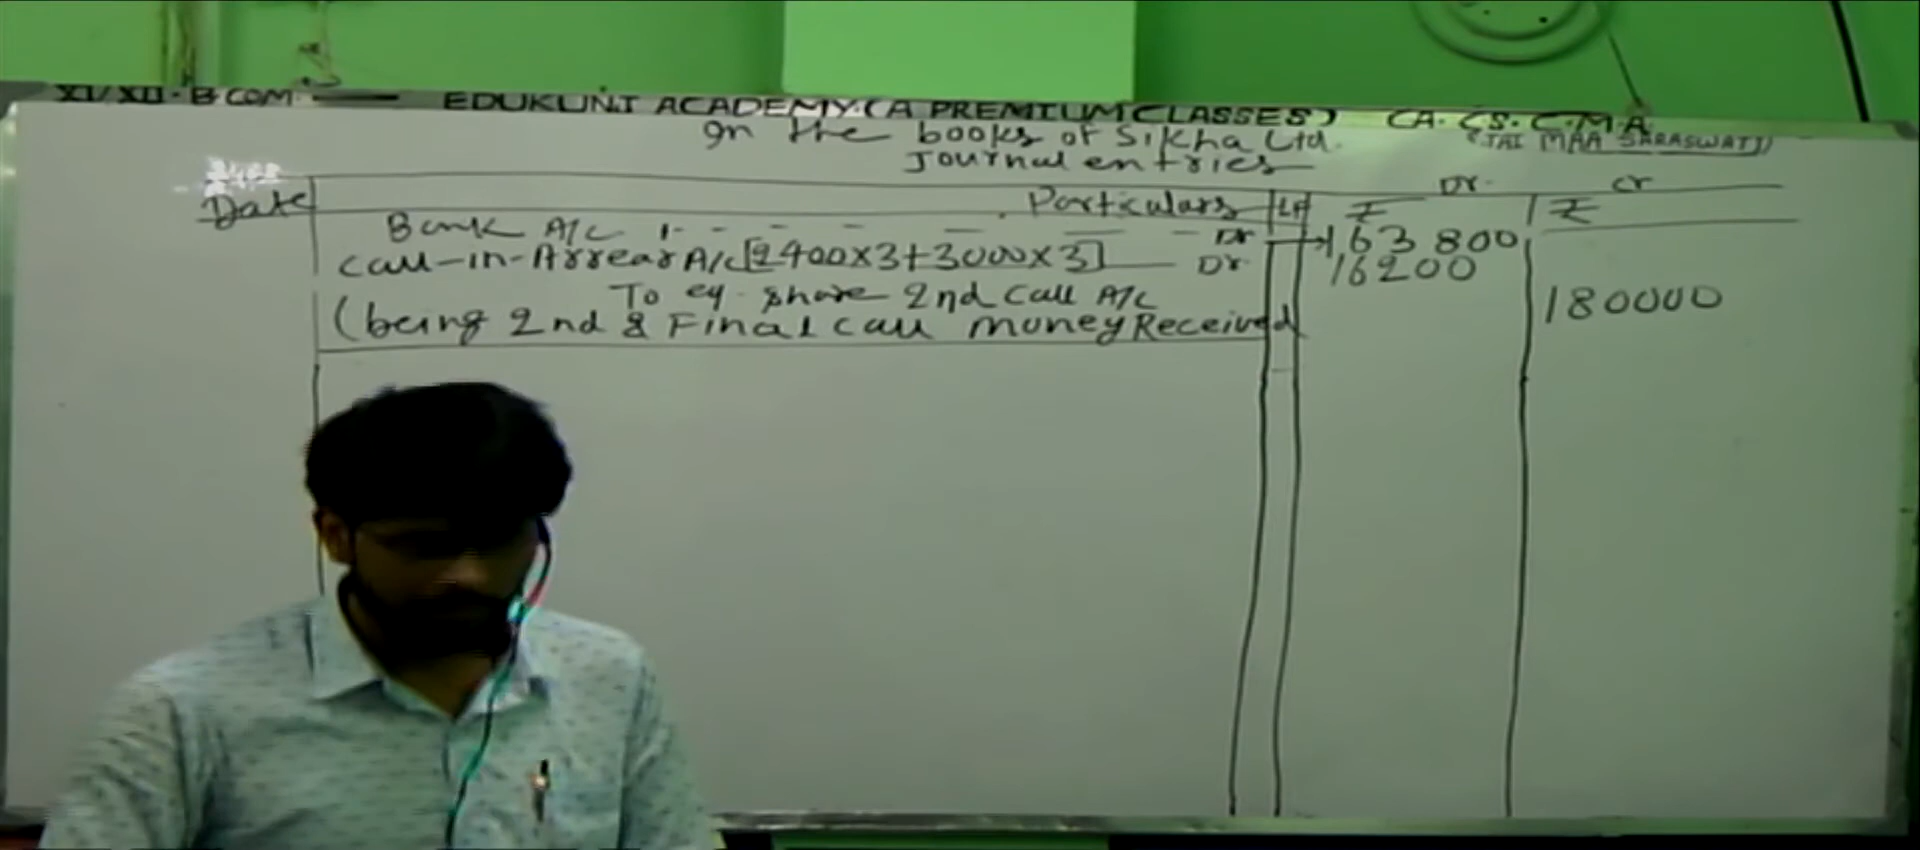 XI/XII - B COM — EDUKUNJ ACADEMY (A PREMIUM CLASSES) CA. CS. CMA
In the books of Sikha Ltd.
(JAI MAA SARASWATI)
Journal entries
Dr. Cr
Date Particulars LF ₹ ₹
Bank A/c Dr 163800
Call-in-Arrear A/c [2400x3+3000x3] Dr 16200
To eq. share 2nd Call A/c 180000
(being 2nd & Final call money Received